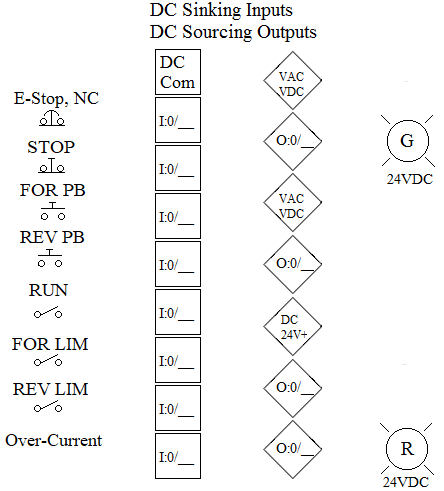 DC Sinking Inputs
DC Sourcing Outputs
DC
Com
VAC
VDC
E-Stop, NC
I:0/__
O:0/__
G
24VDC
STOP
I:0/__
FOR PB
I:0/__
VAC
VDC
REV PB
I:0/__
O:0/__
RUN
I:0/__
DC
24V+
FOR LIM
I:0/__
O:0/__
REV LIM
I:0/__
Over-Current
I:0/__
O:0/__
R
24VDC